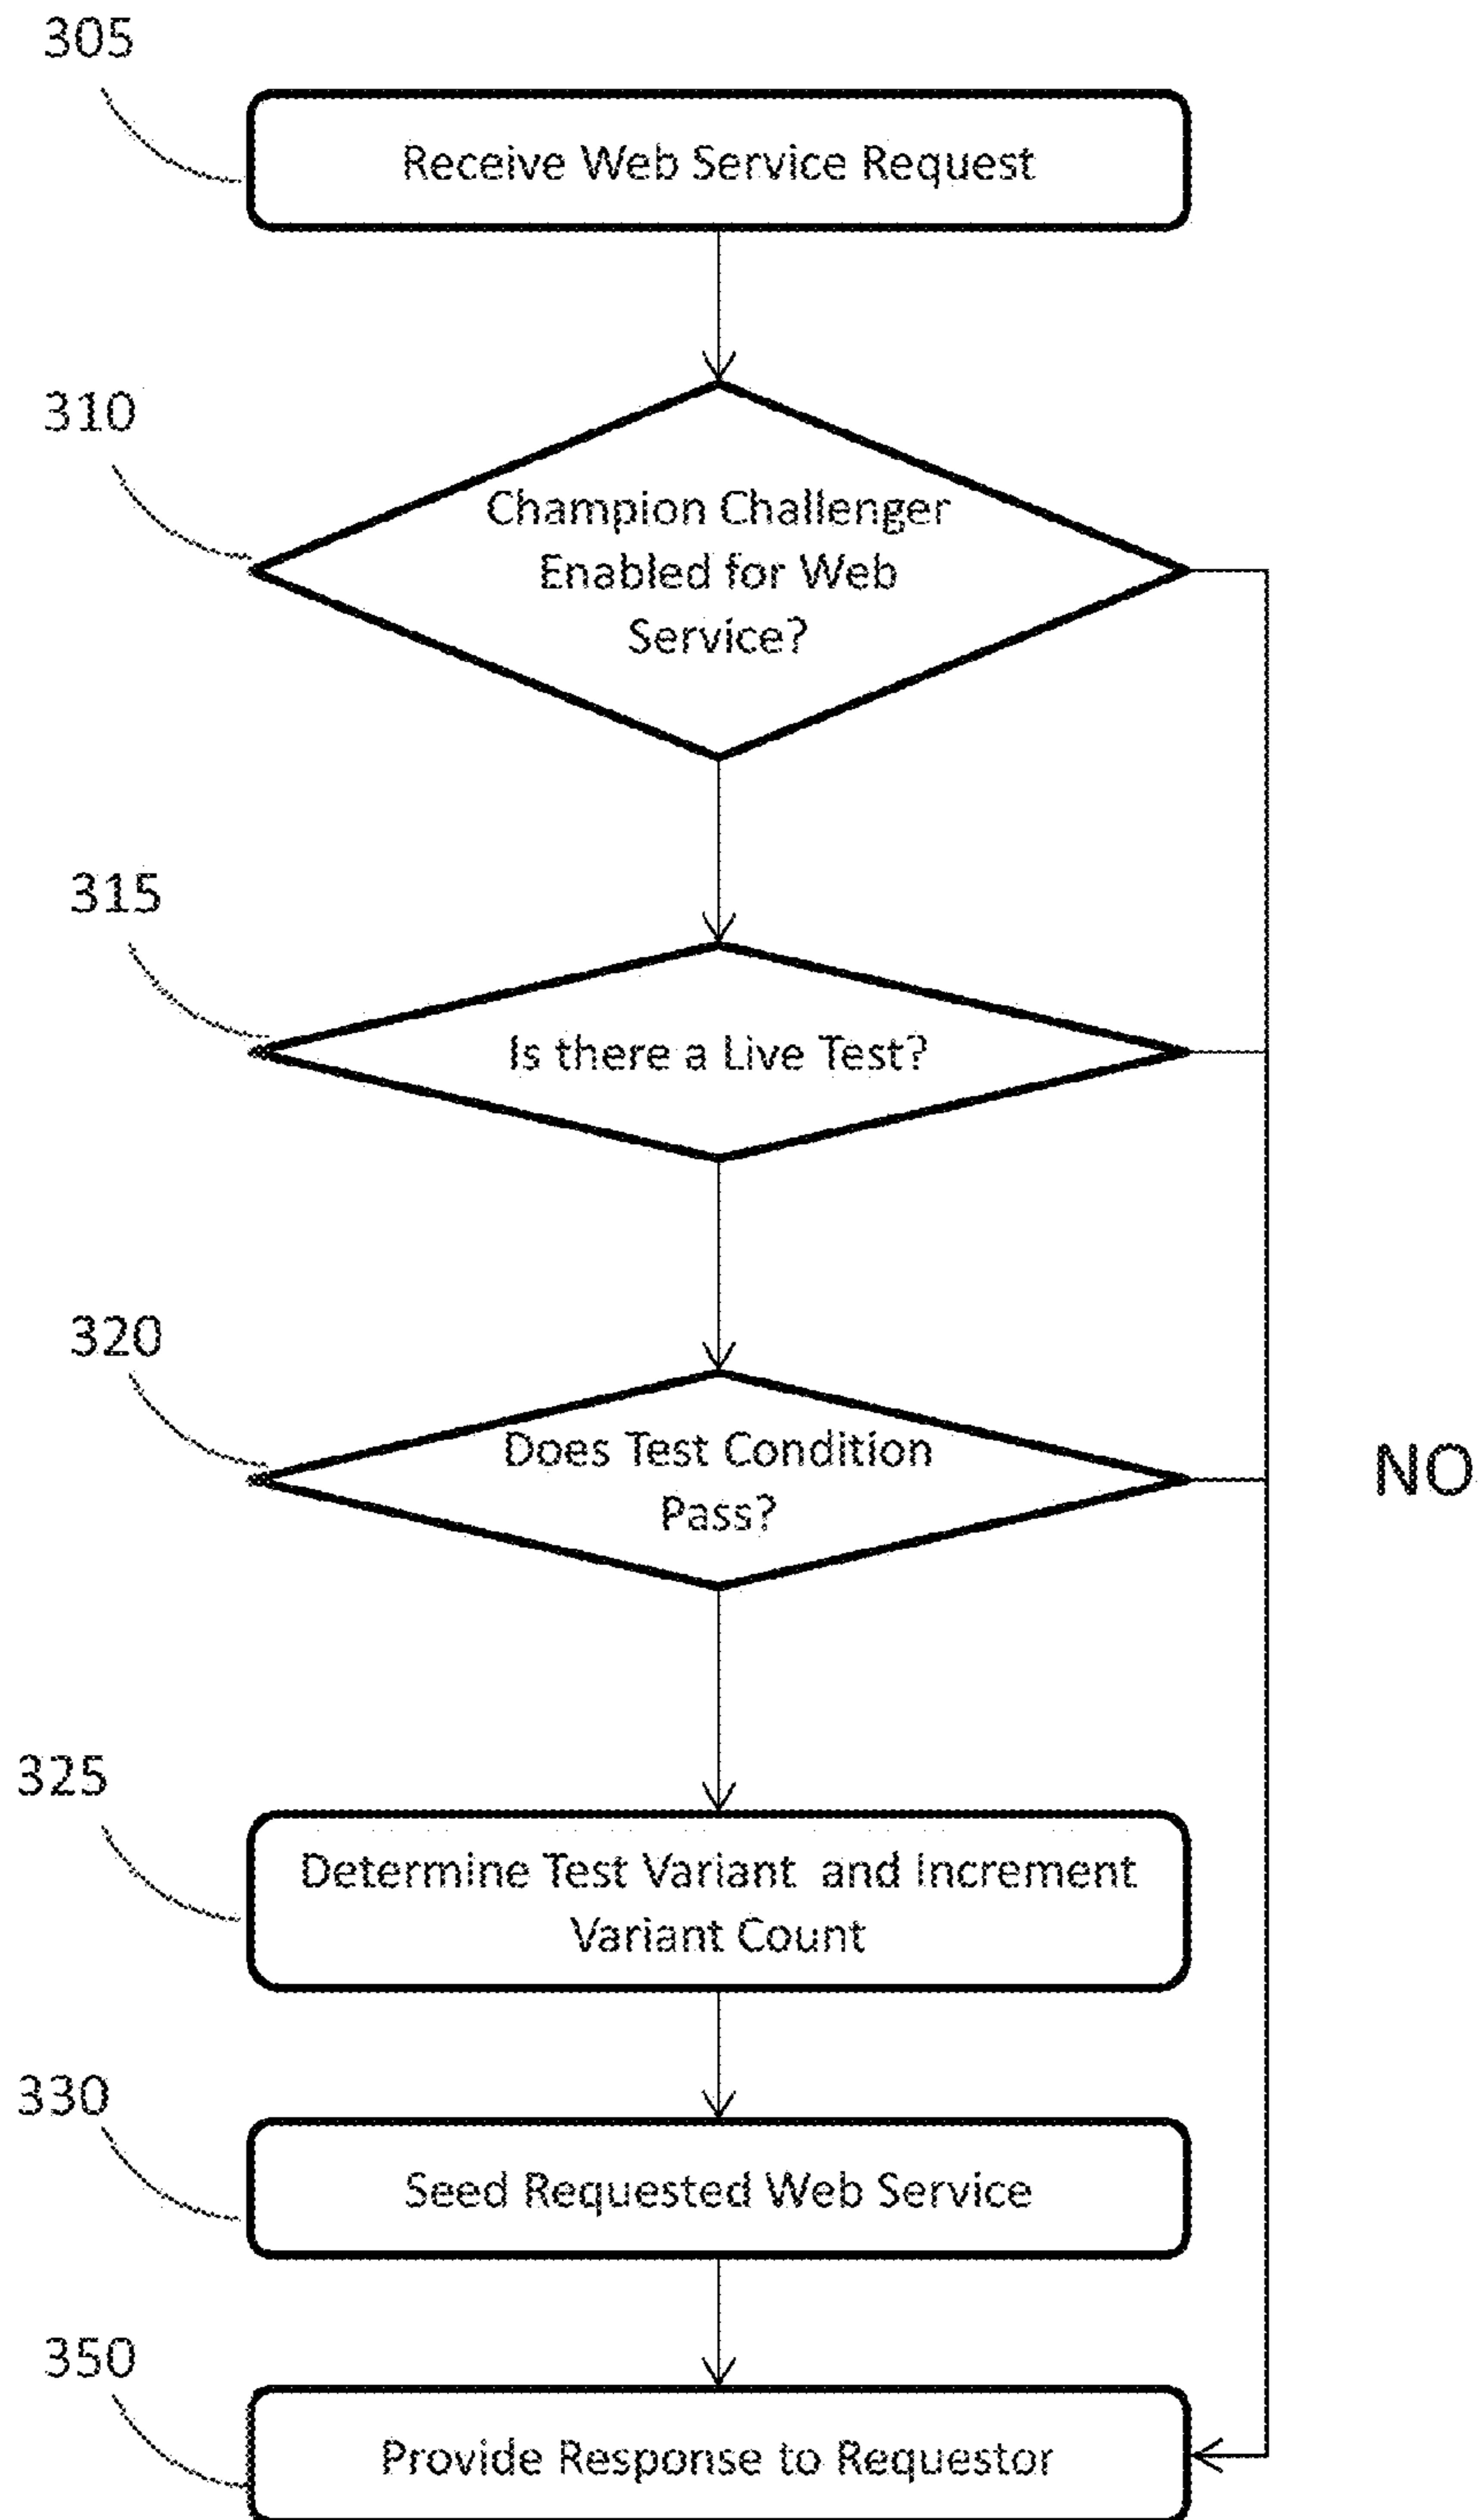 305
Receive Web Service Request
310
Champion Challenger
Enabled for Web
Service?
315
Is there a Live Test?
320
Does Test Condition
Pass?
NO
325
Determine Test Variant and Increment
Variant Count
330
Seed Requested Web Service
350
Provide Response to Requestor